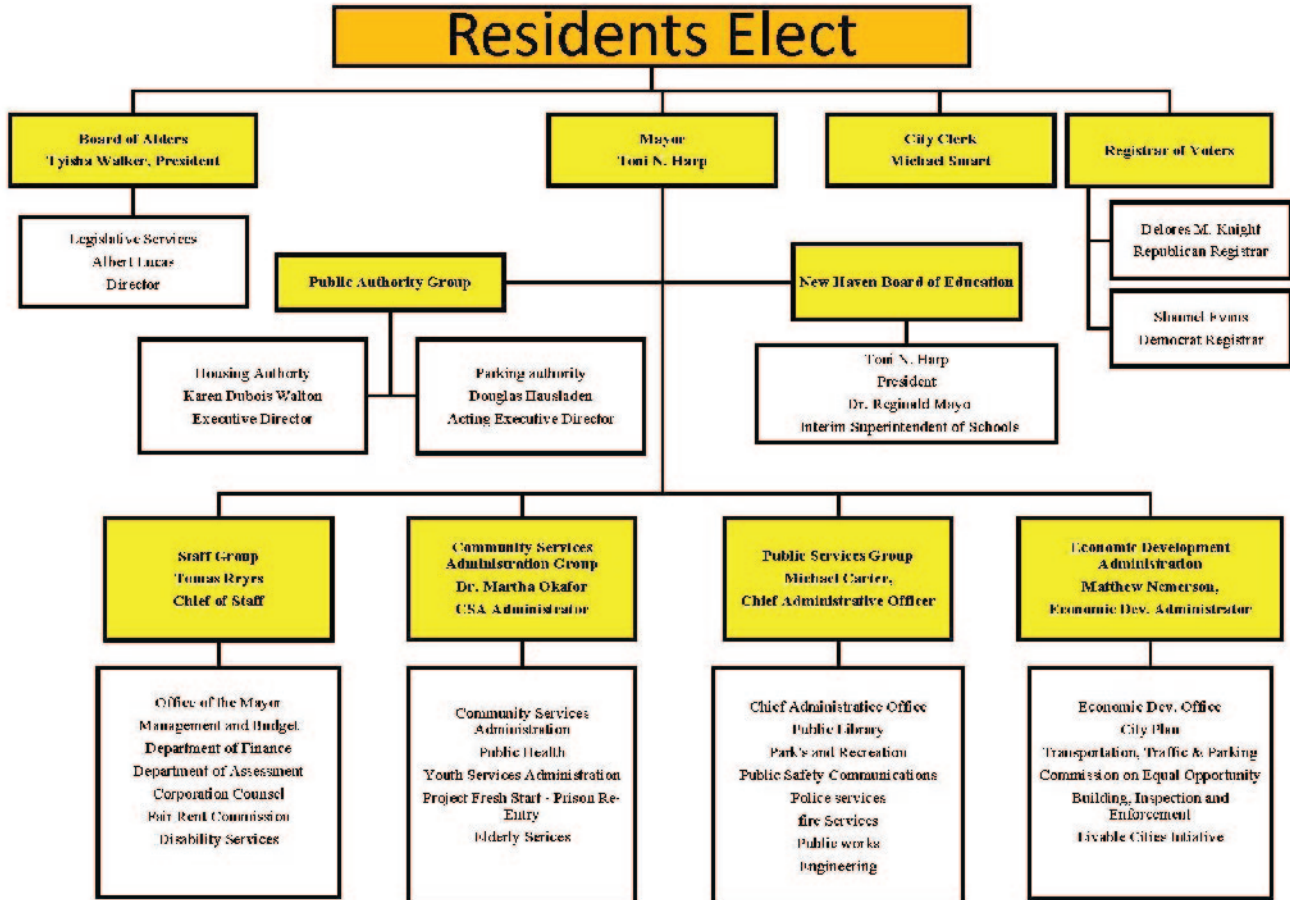 Residents Elect
Board of Alders
Tyisha Walker, President
Mayor
Toni N. Harp
City Clerk
Michael Smart
Registrar of Voters
Legislative Services
Albert Lucas
Director
Delores M. Knight
Republican Registrar
Shannel Evans
Democrat Registrar
Public Authority Group
New Haven Board of Education
Housing Authorty
Karen Dubois Walton
Executive Director
Parking authority
Douglas Hausladen
Acting Executive Director
Toni N. Harp
President
Dr. Reginald Mayo
Interim Superintendent of Schools
Staff Group
Tomas Reyes
Chief of Staff
Community Services
Administration Group
Dr. Martha Okafor
CSA Administrator
Public Services Group
Michael Carter,
Chief Administrative Officer
Economic Development
Administration
Matthew Nemerson,
Economic Dev. Administrator
Office of the Mayor
Management and Budget
Department of Finance
Department of Assessment
Corporation Counsel
Fair Rent Commission
Disability Services
Community Services
Administration
Public Health
Youth Services Administration
Project Fresh Start - Prison Re-
Entry
Elderly Serices
Chief Administratice Office
Public Library
Park's and Recreation
Public Safety Communications
Police services
fire Services
Public works
Engineering
Economic Dev. Office
City Plan
Transportation, Traffic & Parking
Commission on Equal Opportunity
Building, Inspection and
Enforcement
Livable Cities Intiative